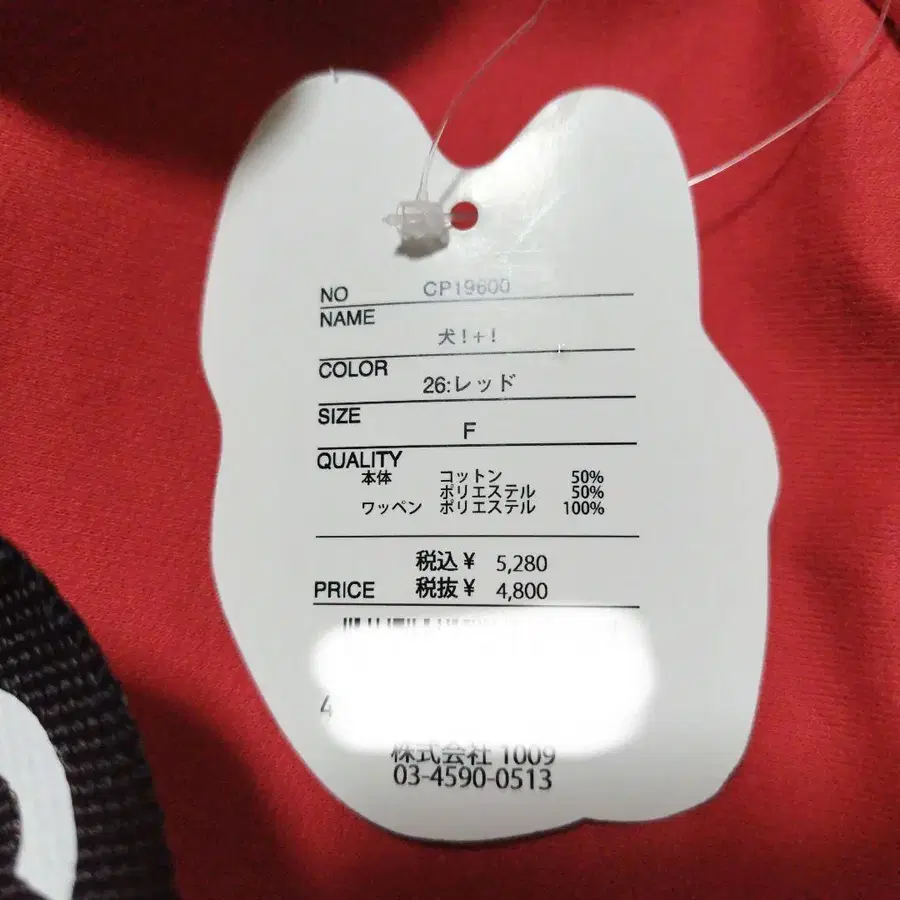 NO CP19600
NAME
犬!+!
COLOR
26:レッド
SIZE
F
QUALITY
本体 コットン 50%
ポリエステル 50%
ワッペン ポリエステル 100%
税込¥ 5,280
PRICE 税抜¥ 4,800
4
株式会社 1009
03-4590-0513